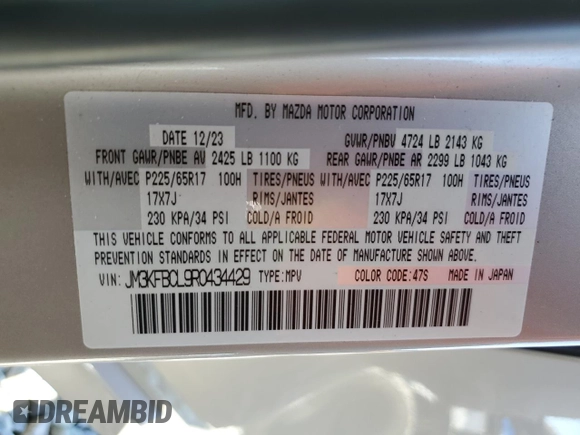 MFD. BY MAZDA MOTOR CORPORATION
DATE 12/23 GVWR/PNBV 4724 LB 2143 KG
FRONT GAWR/PNBE AV 2425 LB 1100 KG REAR GAWR/PNBE AR 2299 LB 1043 KG
WITH/AVEC P225/65R17 100H TIRES/PNEUS WITH/AVEC P225/65R17 100H TIRES/PNEUS
17X7J RIMS/JANTES 17X7J RIMS/JANTES
230 KPA/34 PSI COLD/A FROID 230 KPA/34 PSI COLD/A FROID
THIS VEHICLE CONFORMS TO ALL APPLICABLE FEDERAL MOTOR VEHICLE SAFETY AND THEFT
PREVENTION STANDARDS IN EFFECT ON THE DATE OF MANUFACTURE SHOWN ABOVE.
VIN: JM3KFBCL9R0434429 TYPE:MPV COLOR CODE:47S MADE IN JAPAN
DREAMBID